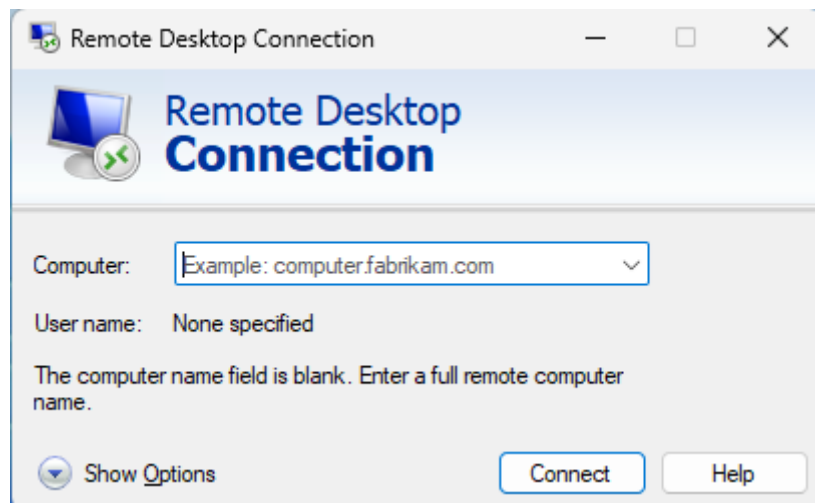 Remote Desktop Connection
Remote Desktop
Connection
Computer: Example: computer.fabrikam.com
User name: None specified
The computer name field is blank. Enter a full remote computer
name.
Show Options Connect Help